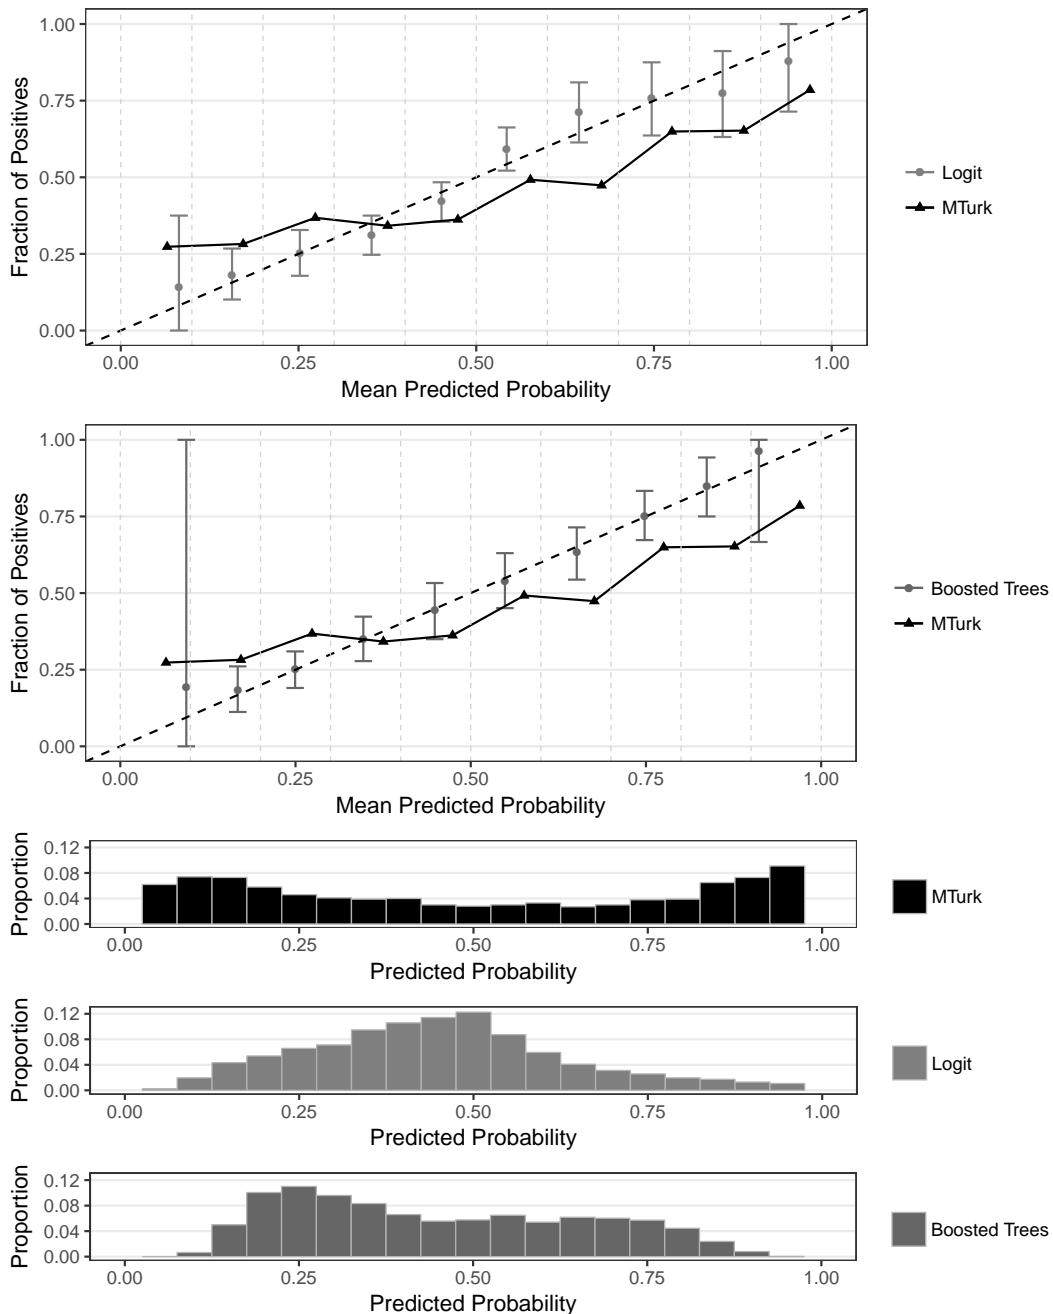 1.00
0.75
0.50
0.25
0.00
Fraction of Positives
0.00 0.25 0.50 0.75 1.00
Mean Predicted Probability
Logit
MTurk
1.00
0.75
0.50
0.25
0.00
Fraction of Positives
0.00 0.25 0.50 0.75 1.00
Mean Predicted Probability
Boosted Trees
MTurk
0.12
0.08
0.04
0.00
Proportion
0.00 0.25 0.50 0.75 1.00
Predicted Probability
MTurk
0.12
0.08
0.04
0.00
Proportion
0.00 0.25 0.50 0.75 1.00
Predicted Probability
Logit
0.12
0.08
0.04
0.00
Proportion
0.00 0.25 0.50 0.75 1.00
Predicted Probability
Boosted Trees